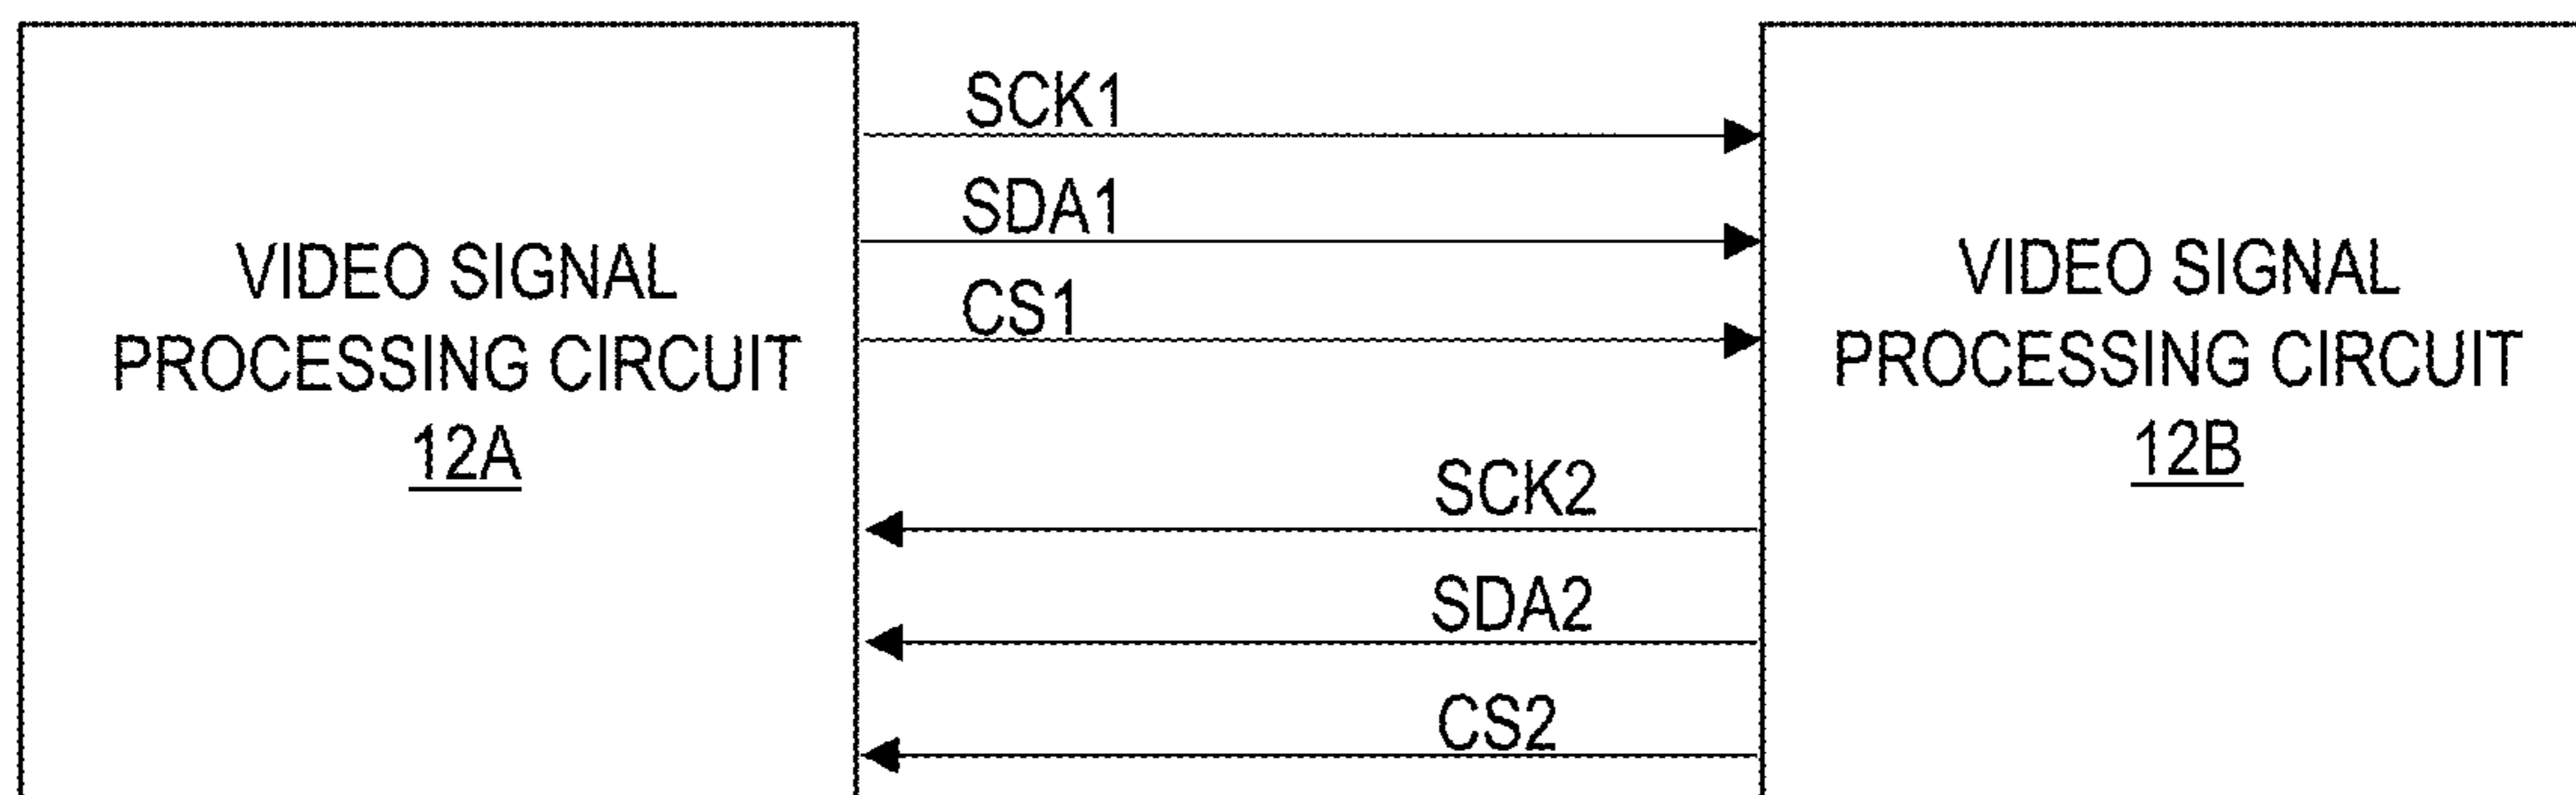 VIDEO SIGNAL
PROCESSING CIRCUIT
12A
SCK1
SDA1
CS1
SCK2
SDA2
CS2
VIDEO SIGNAL
PROCESSING CIRCUIT
12B